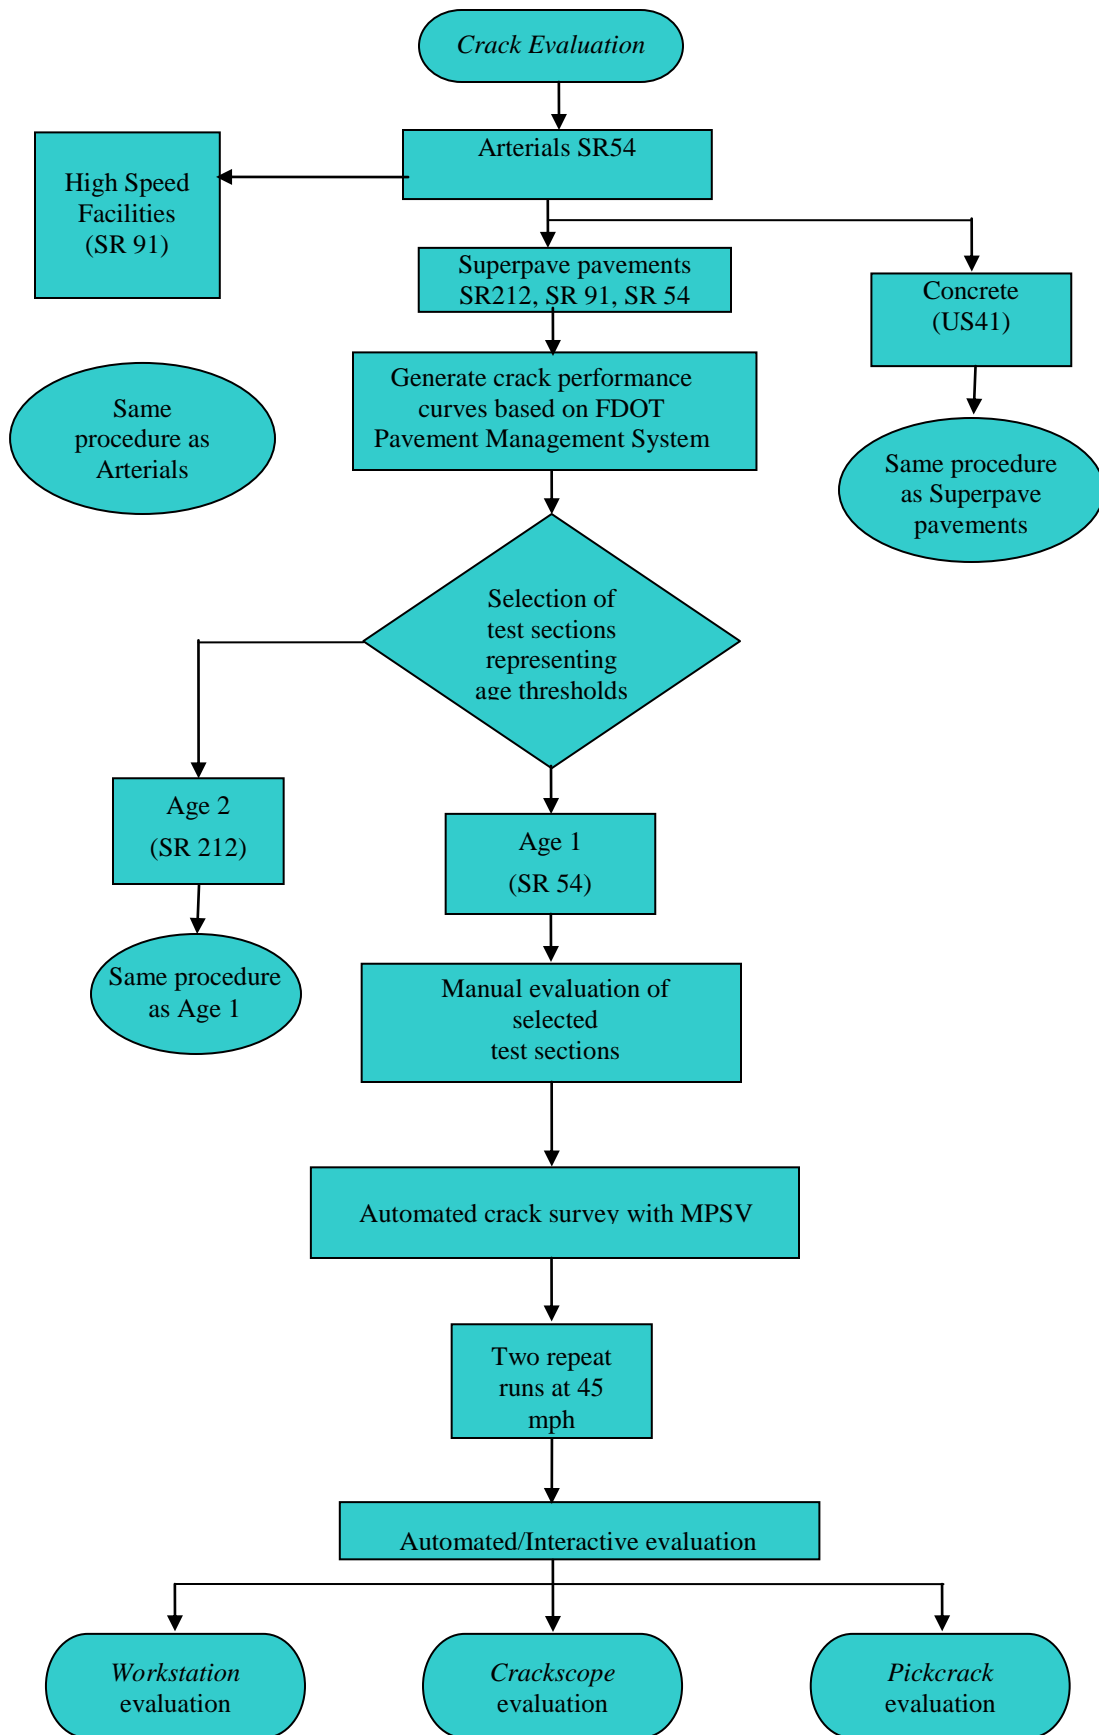 Crack Evaluation
Arterials SR54
High Speed
Facilities
(SR 91)
Superpave pavements
SR212, SR 91, SR 54
Concrete
(US41)
Same
procedure as
Arterials
Generate crack performance
curves based on FDOT
Pavement Management System
Same procedure
as Superpave
pavements
Selection of
test sections
representing
age thresholds
Age 2
(SR 212)
Age 1
(SR 54)
Same procedure
as Age 1
Manual evaluation of
selected
test sections
Automated crack survey with MPSV
Two repeat
runs at 45
mph
Automated/Interactive evaluation
Workstation
evaluation
Crackscope
evaluation
Pickcrack
evaluation